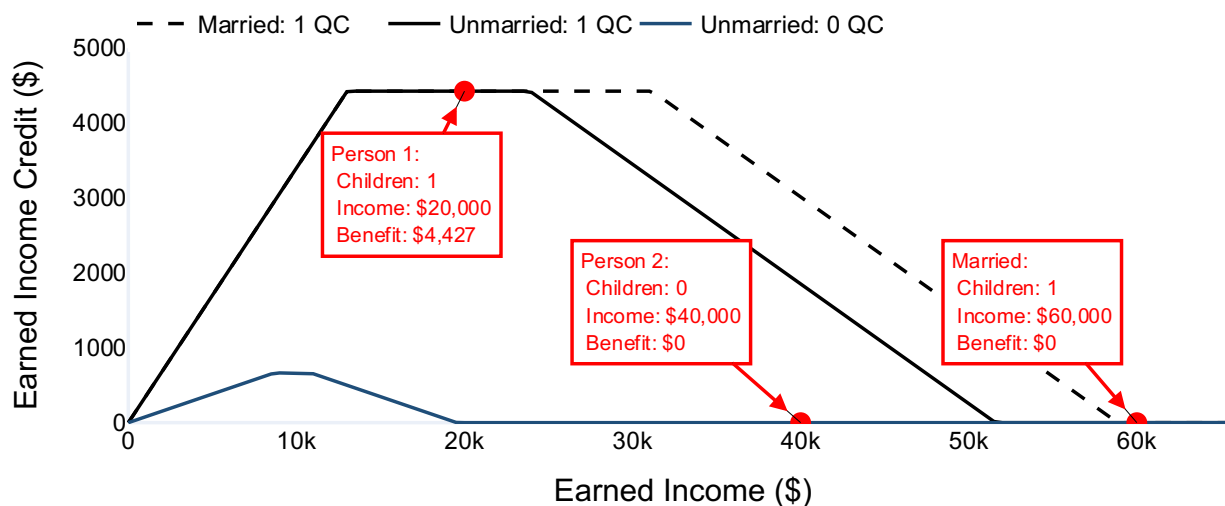 Married: 1 QC Unmarried: 1 QC Unmarried: 0 QC
Earned Income Credit ($)
5000
4000
3000
2000
1000
0
Person 1:
Children: 1
Income: $20,000
Benefit: $4,427
Person 2:
Children: 0
Income: $40,000
Benefit: $0
Married:
Children: 1
Income: $60,000
Benefit: $0
0 10k 20k 30k 40k 50k 60k
Earned Income ($)